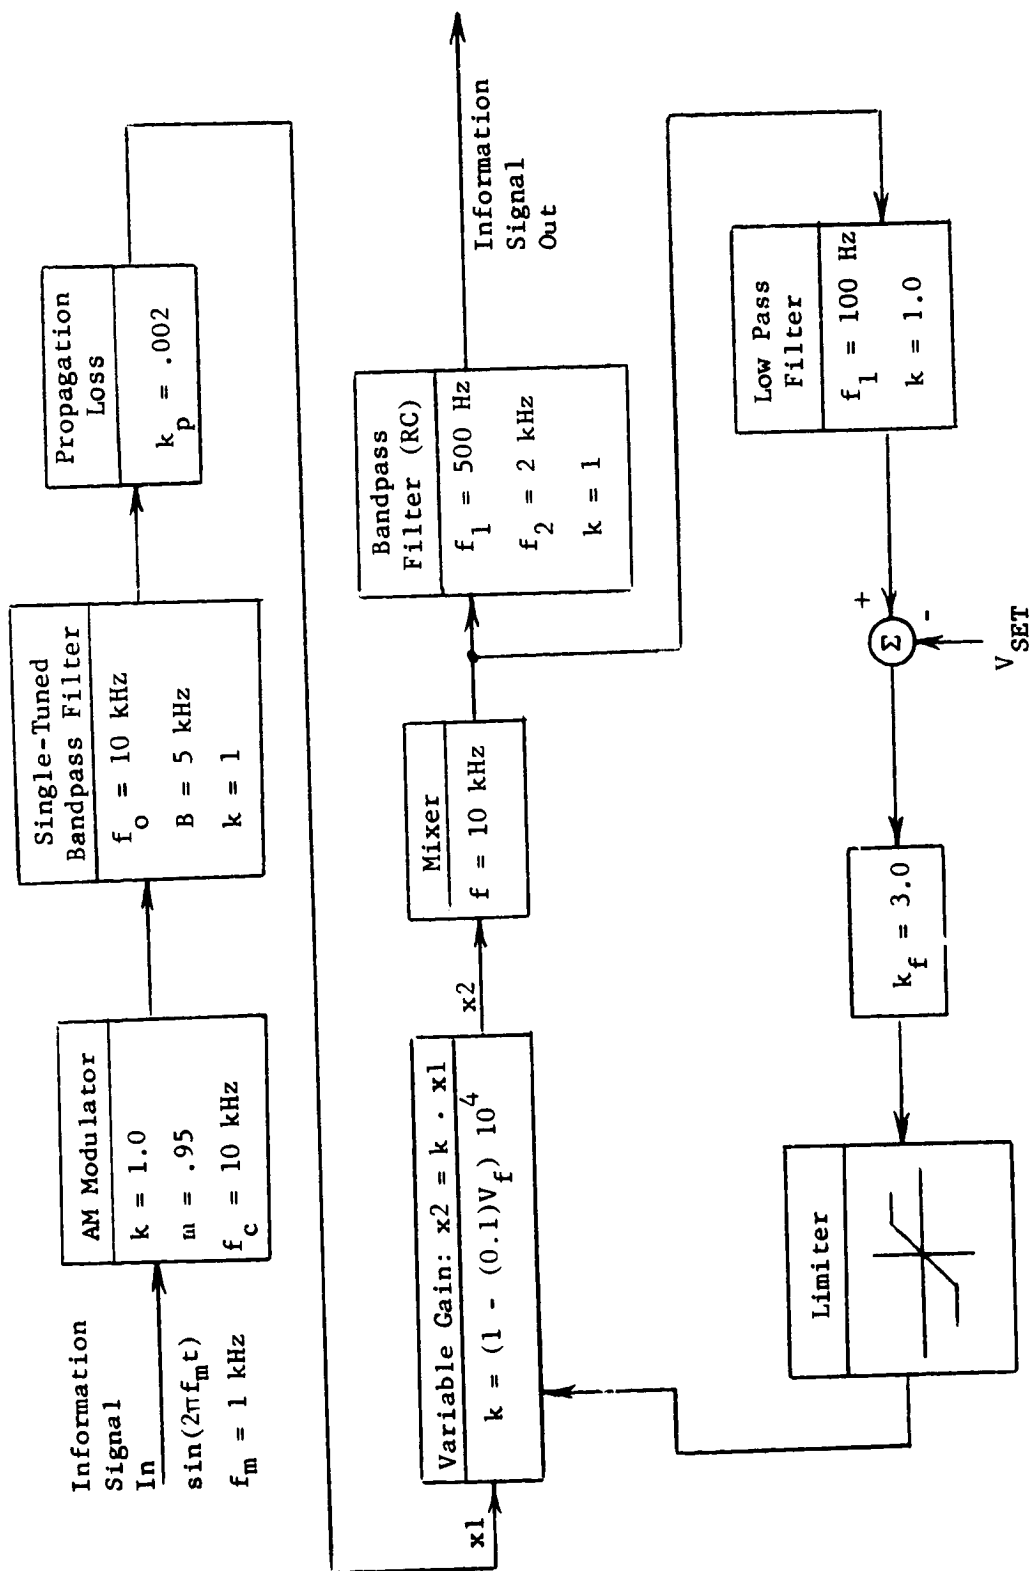 Information
Signal
In
sin(2πf_m t)
f_m = 1 kHz
AM Modulator
k = 1.0
m = .95
f_c = 10 kHz
Single-Tuned
Bandpass Filter
f_o = 10 kHz
B = 5 kHz
k = 1
Propagation
Loss
k_p = .002
x1
Variable Gain: x2 = k · x1
k = (1 - (0.1)V_f) 10^4
x2
Mixer
f = 10 kHz
Bandpass
Filter (RC)
f_1 = 500 Hz
f_2 = 2 kHz
k = 1
Information
Signal
Out
Limiter
k_f = 3.0
Σ
+
-
V_SET
Low Pass
Filter
f_1 = 100 Hz
k = 1.0